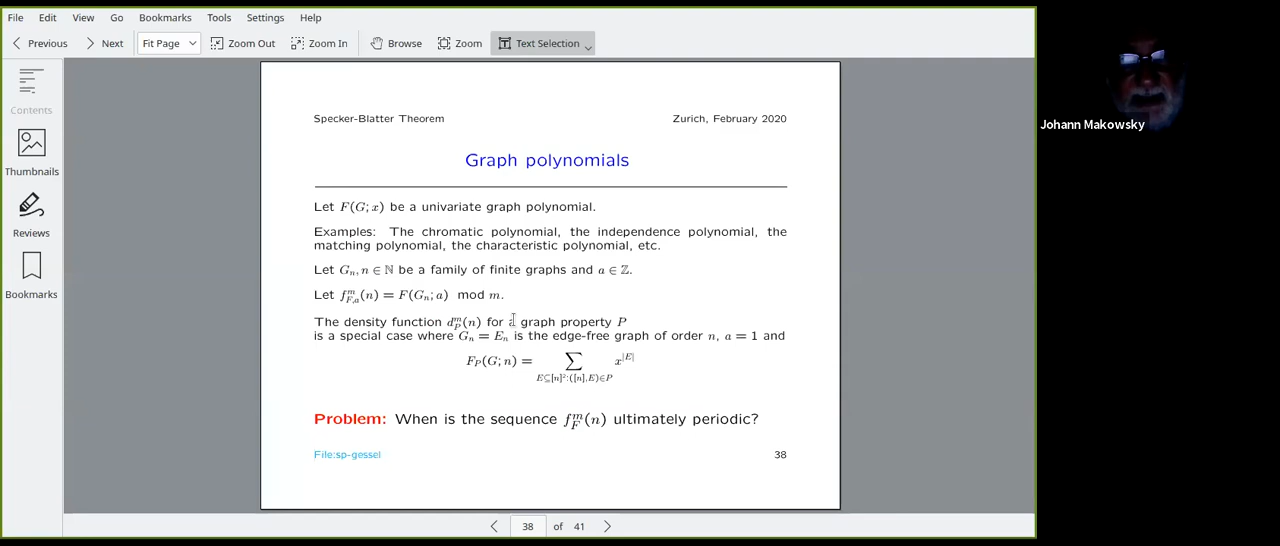 File Edit View Go Bookmarks Tools Settings Help
Previous Next Fit Page Zoom Out Zoom In Browse Zoom Text Selection
Contents
Thumbnails
Reviews
Bookmarks
Specker-Blatter Theorem Zurich, February 2020
Graph polynomials
Let F(G; x) be a univariate graph polynomial.
Examples: The chromatic polynomial, the independence polynomial, the
matching polynomial, the characteristic polynomial, etc.
Let Gₙ, n ∈ ℕ be a family of finite graphs and a ∈ ℤ.
Let f^m_{F,a}(n) = F(Gₙ; a) mod m.
The density function d^m_P(n) for a graph property P
is a special case where Gₙ = Eₙ is the edge-free graph of order n, a = 1 and
F_P(G; n) = ∑_{E⊆[n]²:([n],E)∈P} x^{|E|}
Problem: When is the sequence f^m_F(n) ultimately periodic?
File:sp-gessel 38
38 of 41
Johann Makowsky